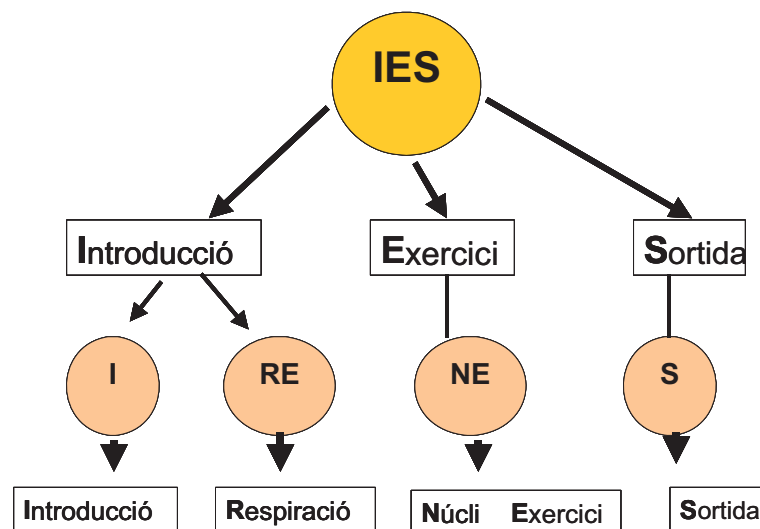 IES
Introducció Exercici Sortida
I RE NE S
Introducció Respiració Núcli Exercici Sortida